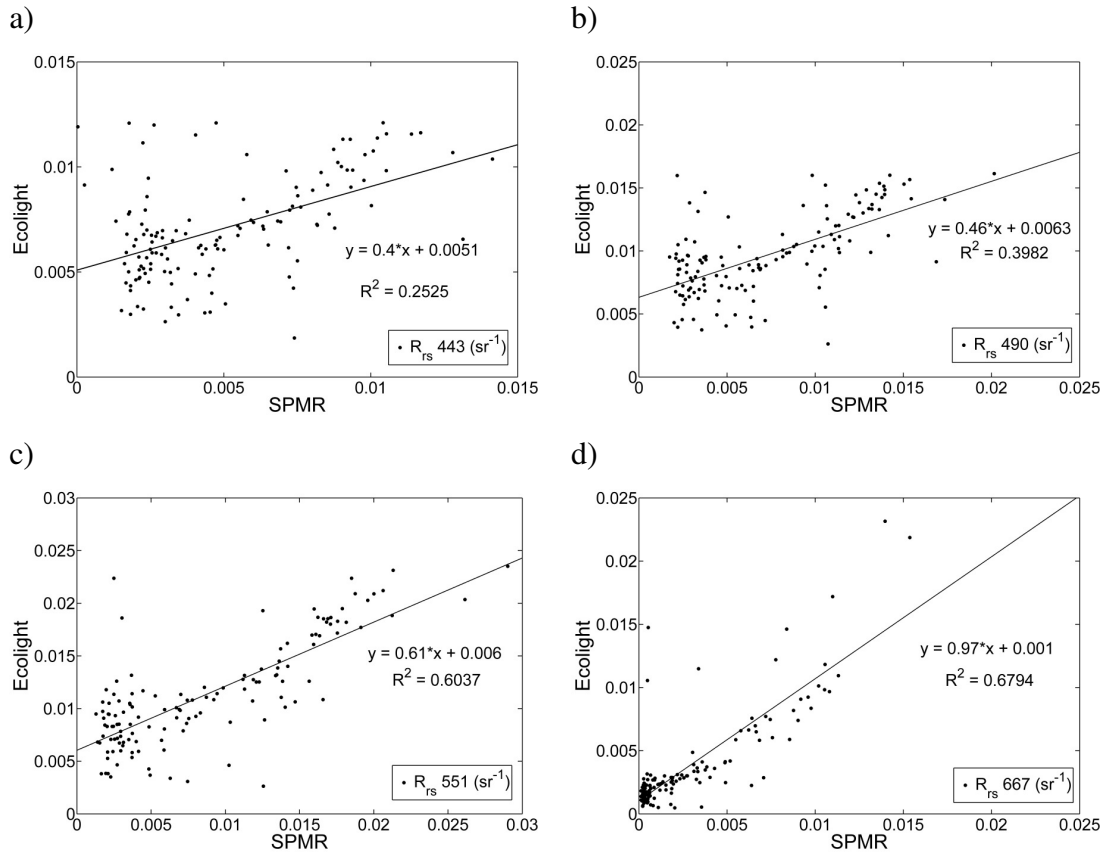 a)
0.015
0.01
0.005
0
Ecolight
0
0.005
0.01
0.015
SPMR
y = 0.4*x + 0.0051
R² = 0.2525
R_rs 443 (sr⁻¹)
b)
0.025
0.02
0.015
0.01
0.005
0
Ecolight
0
0.005
0.01
0.015
0.02
0.025
SPMR
y = 0.46*x + 0.0063
R² = 0.3982
R_rs 490 (sr⁻¹)
c)
0.03
0.025
0.02
0.015
0.01
0.005
0
Ecolight
0
0.005
0.01
0.015
0.02
0.025
0.03
SPMR
y = 0.61*x + 0.006
R² = 0.6037
R_rs 551 (sr⁻¹)
d)
0.025
0.02
0.015
0.01
0.005
0
Ecolight
0
0.005
0.01
0.015
0.02
0.025
SPMR
y = 0.97*x + 0.001
R² = 0.6794
R_rs 667 (sr⁻¹)